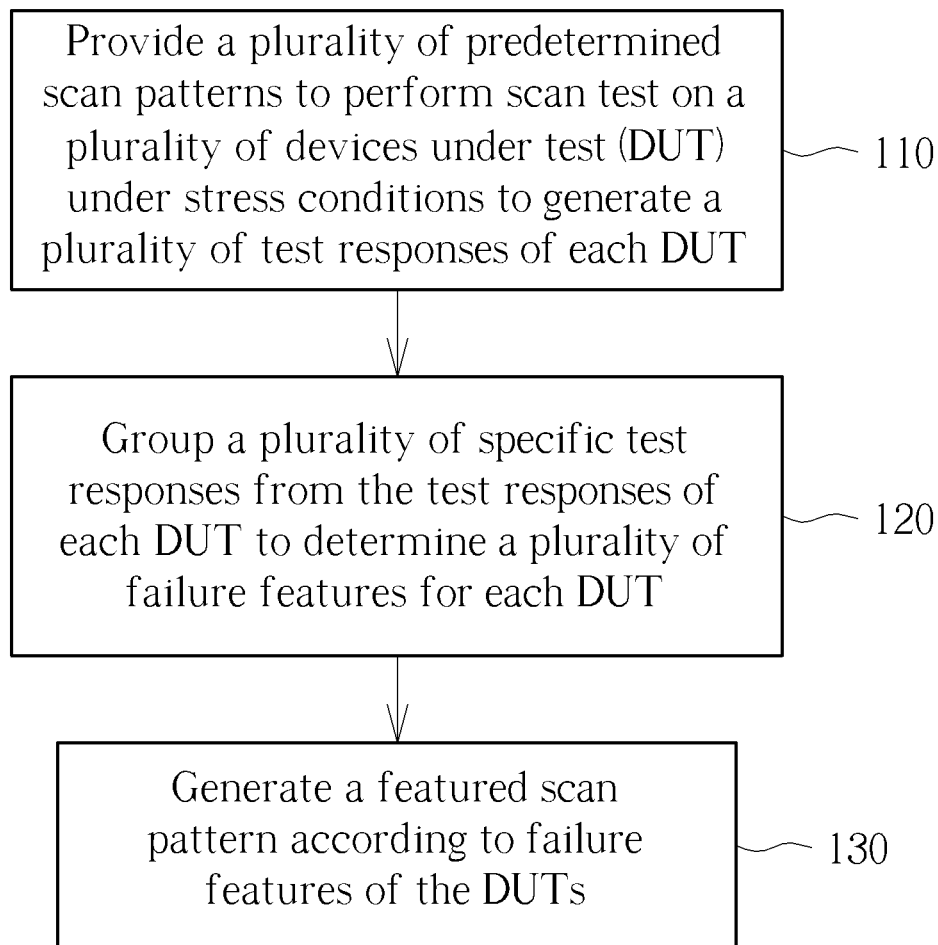 Provide a plurality of predetermined
scan patterns to perform scan test on a
plurality of devices under test (DUT)
under stress conditions to generate a
plurality of test responses of each DUT
110
Group a plurality of specific test
responses from the test responses of
each DUT to determine a plurality of
failure features for each DUT
120
Generate a featured scan
pattern according to failure
features of the DUTs
130